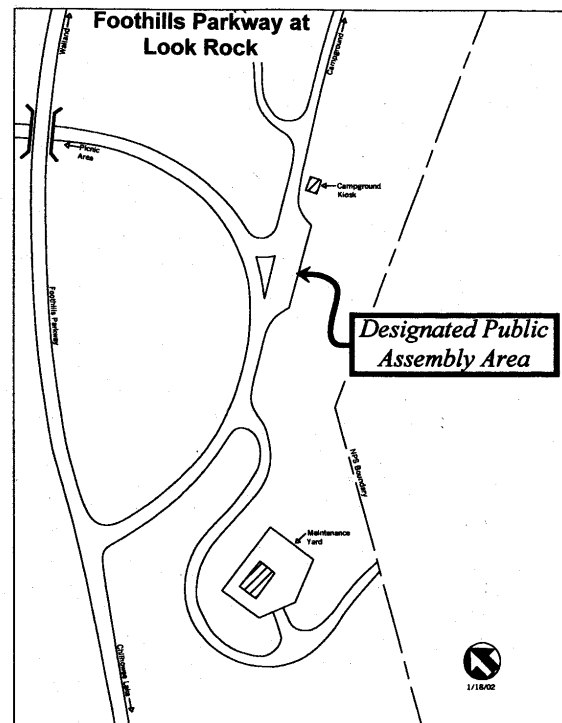 Foothills Parkway at
Look Rock
Walland
Campground
Picnic
Area
Campground
Kiosk
Designated Public
Assembly Area
Foothills Parkway
NPS Boundary
Maintenance
Yard
Chilhowee Lake
1/18/02